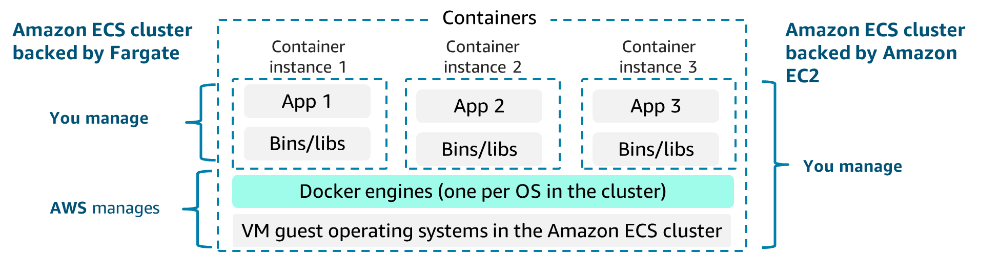 Containers
Amazon ECS cluster
backed by Fargate
Amazon ECS cluster
backed by Amazon
EC2
Container
instance 1
Container
instance 2
Container
instance 3
App 1
App 2
App 3
You manage
Bins/libs
Bins/libs
Bins/libs
You manage
Docker engines (one per OS in the cluster)
AWS manages
VM guest operating systems in the Amazon ECS cluster